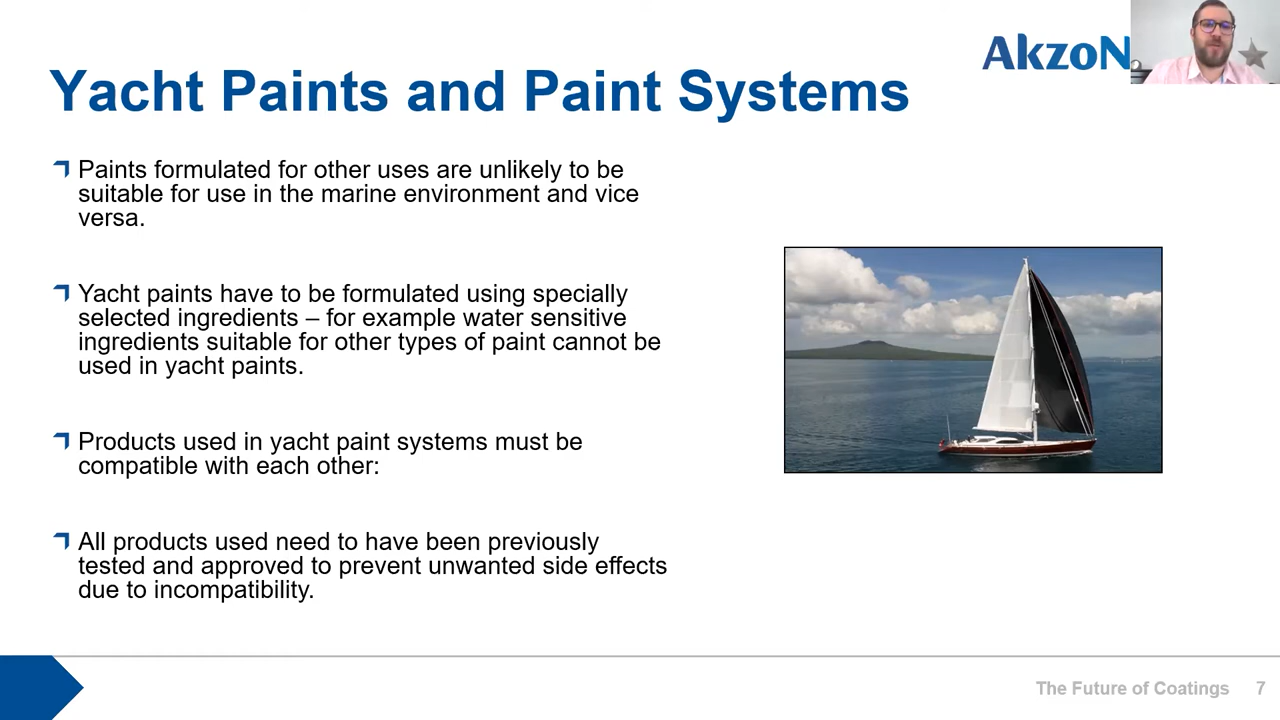 AkzoN
Yacht Paints and Paint Systems
Paints formulated for other uses are unlikely to be
suitable for use in the marine environment and vice
versa.
Yacht paints have to be formulated using specially
selected ingredients – for example water sensitive
ingredients suitable for other types of paint cannot be
used in yacht paints.
Products used in yacht paint systems must be
compatible with each other:
All products used need to have been previously
tested and approved to prevent unwanted side effects
due to incompatibility.
The Future of Coatings 7